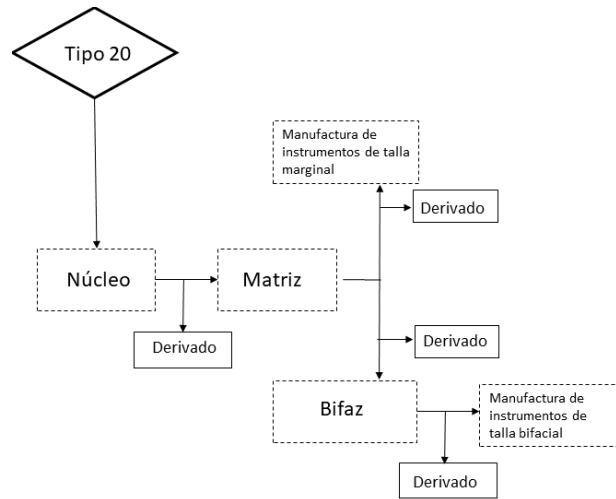 Tipo 20
Manufactura de
instrumentos de talla
marginal
Derivado
Núcleo
Matriz
Derivado
Derivado
Bifaz
Manufactura de
instrumentos de
talla bifacial
Derivado